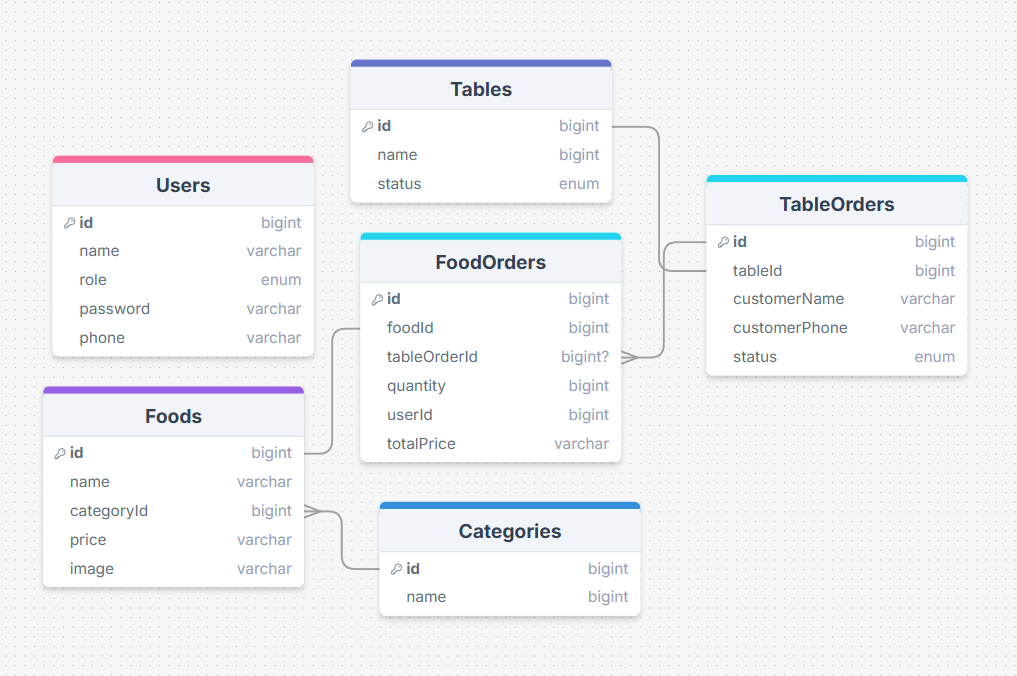 Tables
id bigint
name bigint
status enum
Users
id bigint
name varchar
role enum
password varchar
phone varchar
TableOrders
id bigint
tableId bigint
customerName varchar
customerPhone varchar
status enum
FoodOrders
id bigint
foodId bigint
tableOrderId bigint?
quantity bigint
userId bigint
totalPrice varchar
Foods
id bigint
name varchar
categoryId bigint
price varchar
image varchar
Categories
id bigint
name bigint